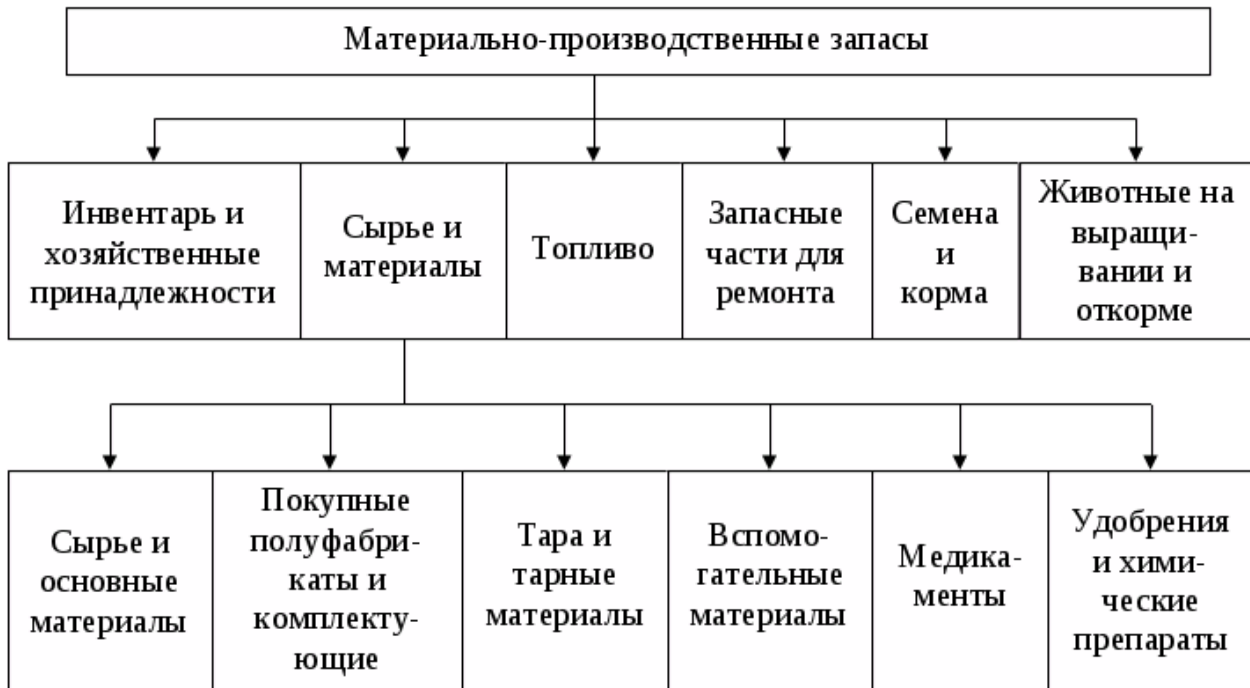 Материально-производственные запасы
Инвентарь и
хозяйственные
принадлежности
Сырье и
материалы
Топливо
Запасные
части для
ремонта
Семена
и
корма
Животные на
выращи-
вании и
откорме
Сырье и
основные
материалы
Покупные
полуфабри-
каты и
комплекту-
ющие
Тара и
тарные
материалы
Вспомо-
гательные
материалы
Медика-
менты
Удобрения
и хими-
ческие
препараты